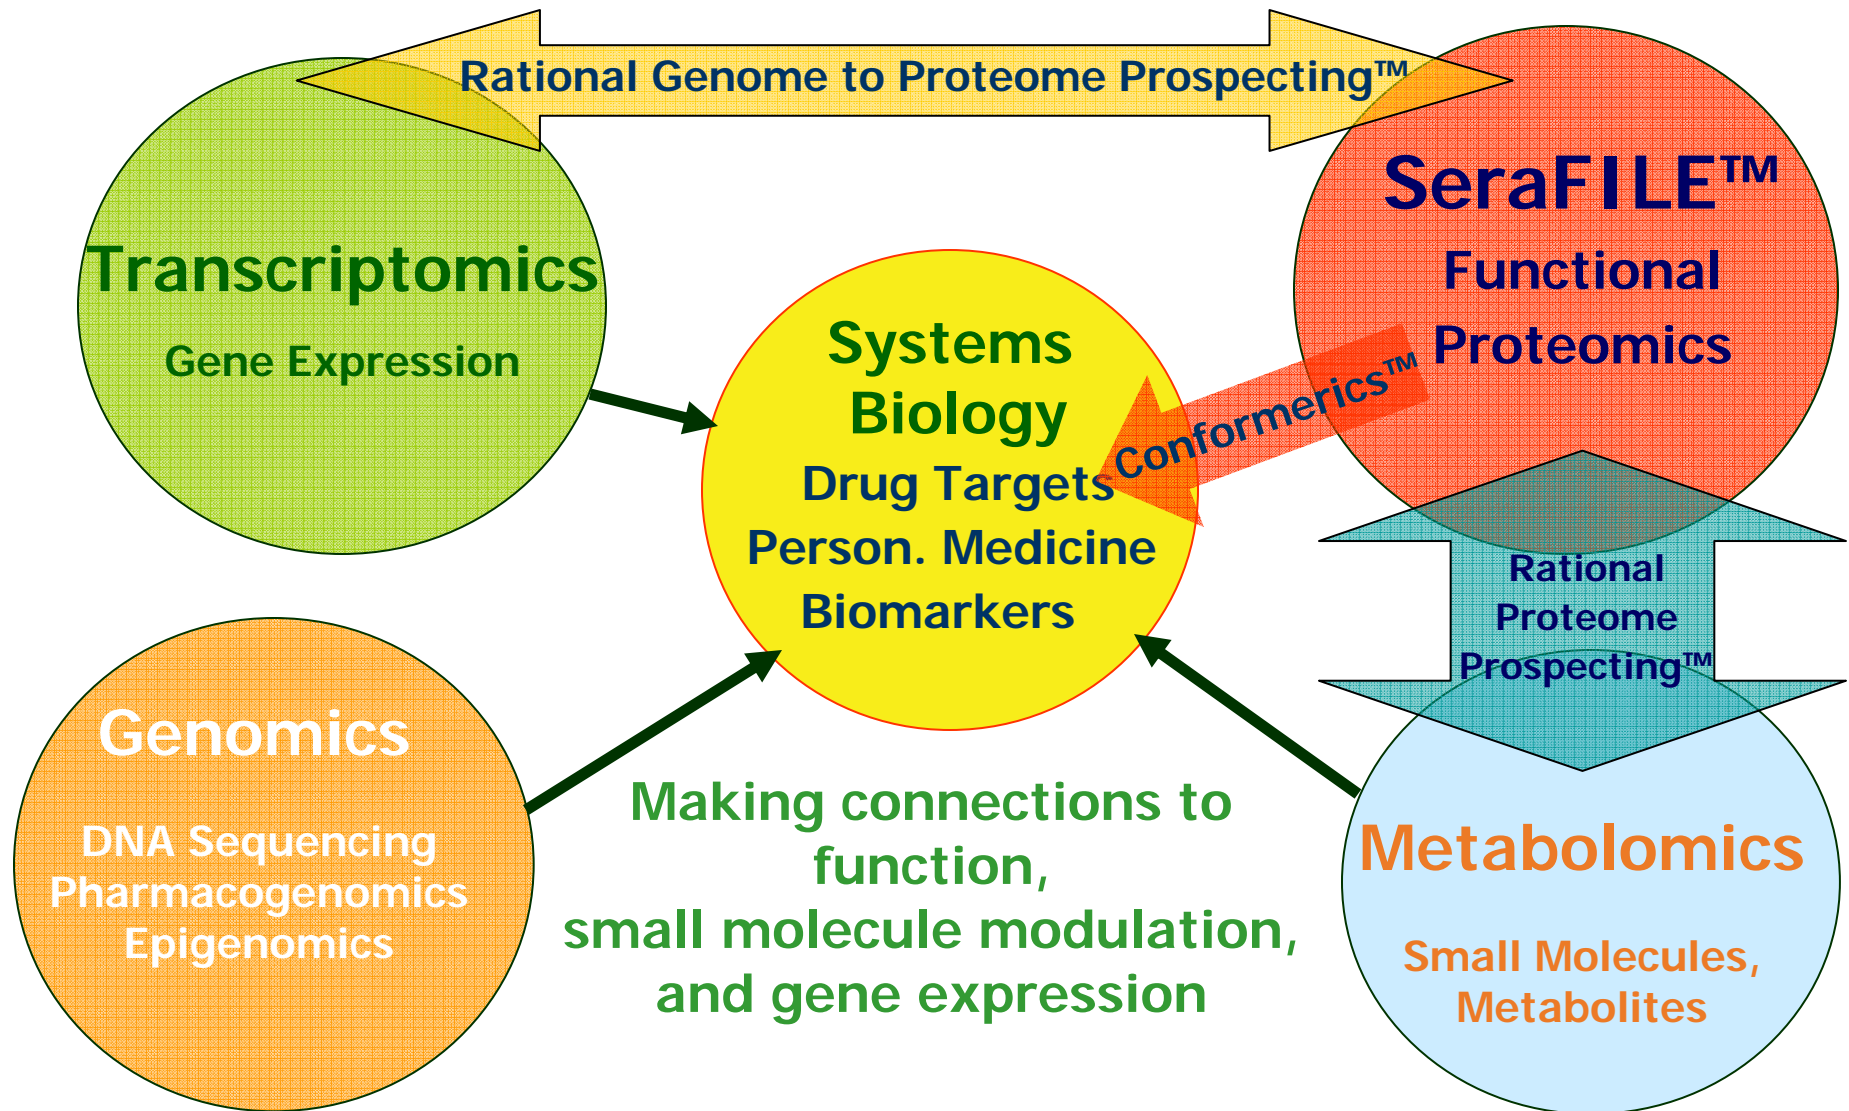 Rational Genome to Proteome Prospecting™
Transcriptomics
Gene Expression
SeraFILE™
Functional
Proteomics
Systems
Biology
Drug Targets
Person. Medicine
Biomarkers
Conformerics™
Rational
Proteome
Prospecting™
Genomics
DNA Sequencing
Pharmacogenomics
Epigenomics
Making connections to
function,
small molecule modulation,
and gene expression
Metabolomics
Small Molecules,
Metabolites